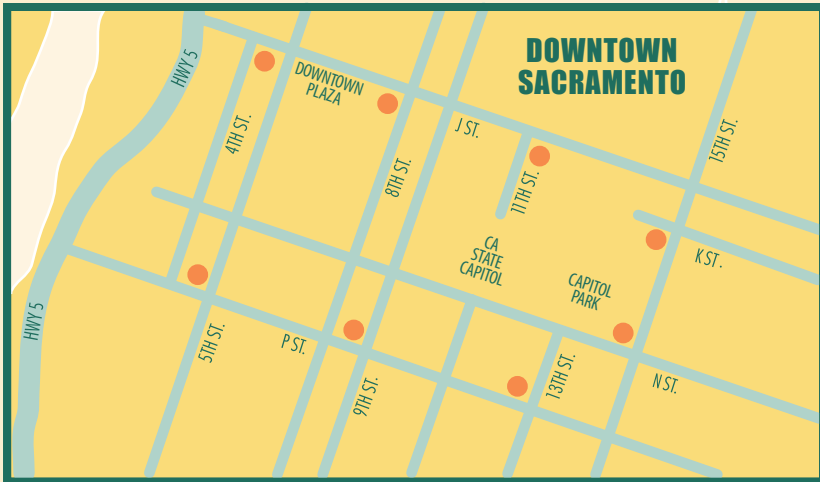 DOWNTOWN
SACRAMENTO
HWY 5
DOWNTOWN
PLAZA
4TH ST.
J ST.
15TH ST.
8TH ST.
11TH ST.
CA
STATE
CAPITOL
K ST.
CAPITOL
PARK
HWY 5
5TH ST.
P ST.
9TH ST.
13TH ST.
N ST.